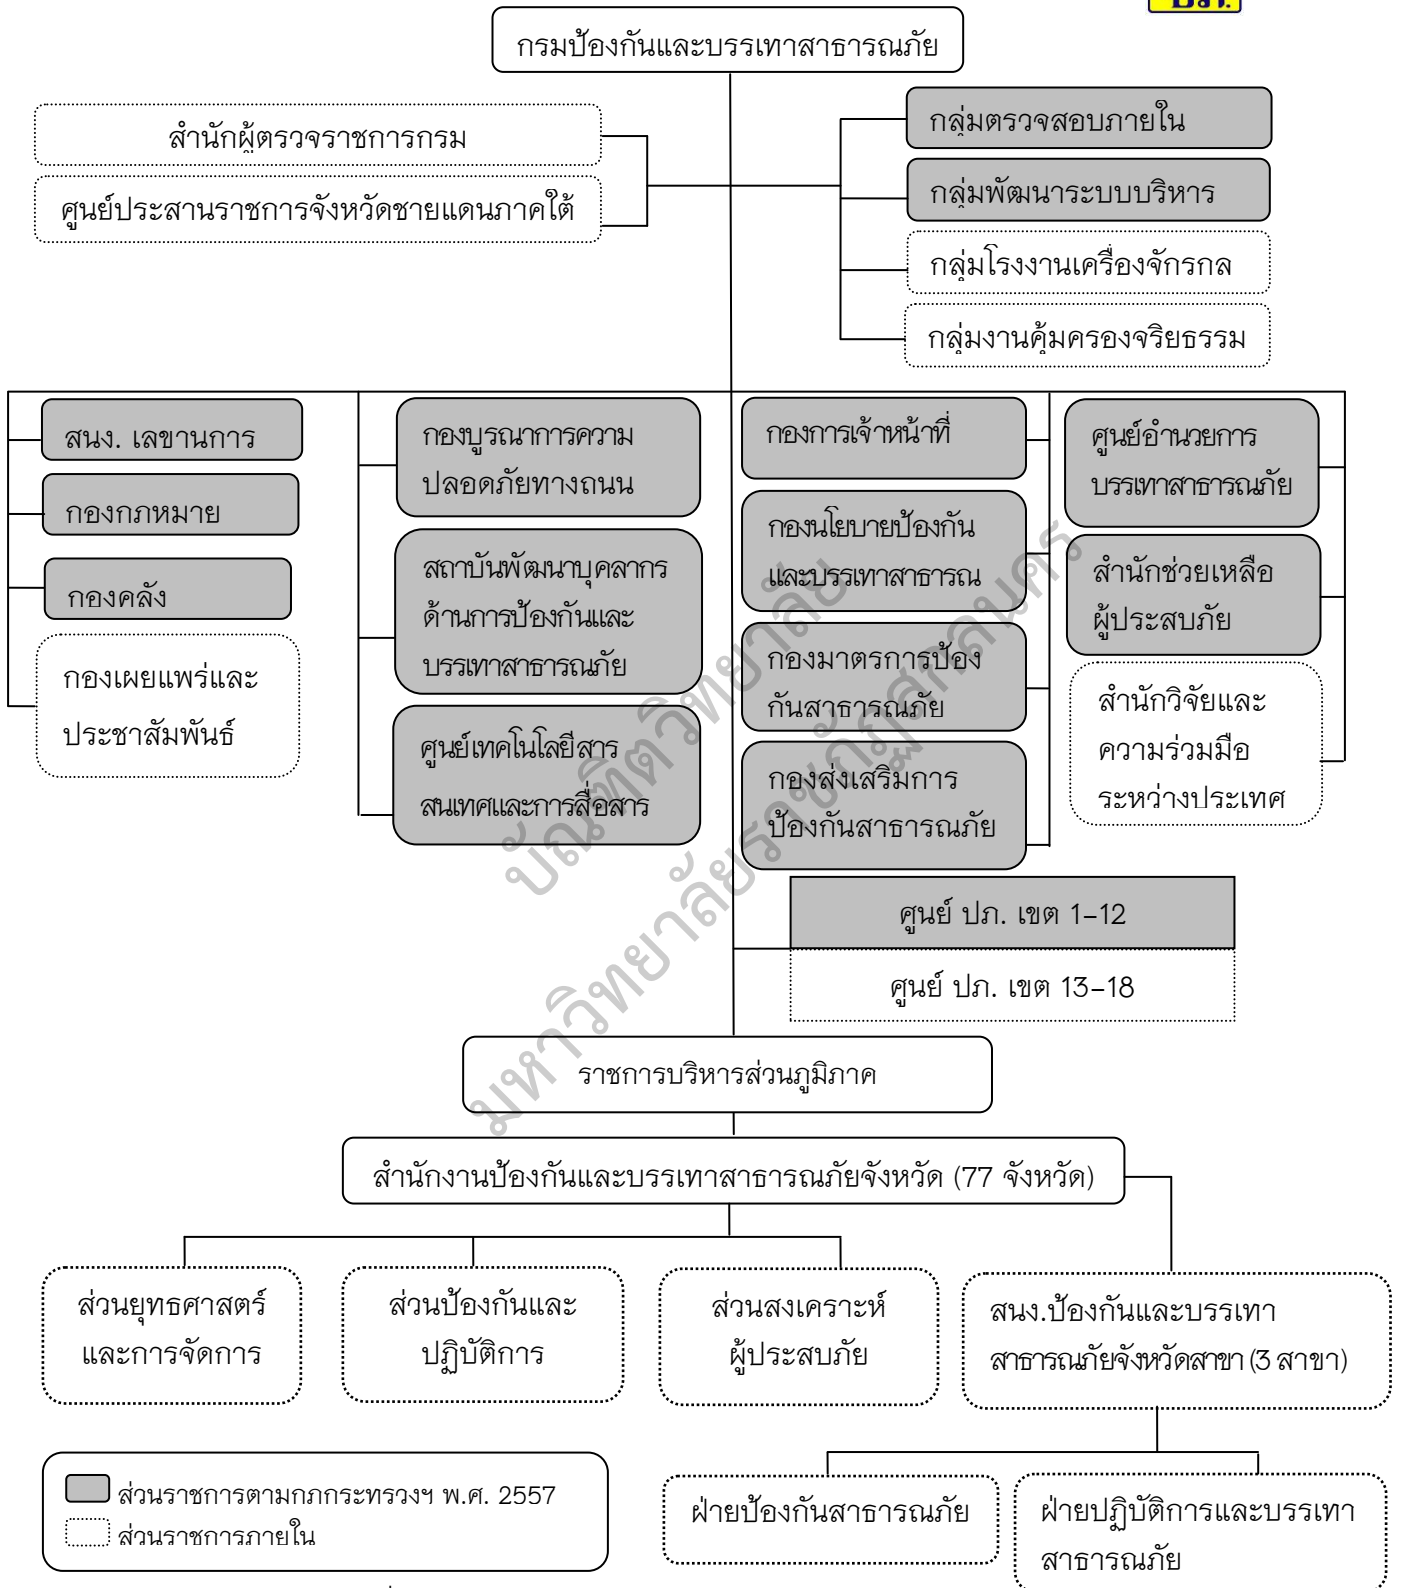 ปภ.
กรมป้องกันและบรรเทาสาธารณภัย
สำนักผู้ตรวจราชการกรม
ศูนย์ประสานราชการจังหวัดชายแดนภาคใต้
กลุ่มตรวจสอบภายใน
กลุ่มพัฒนาระบบบริหาร
กลุ่มโรงงานเครื่องจักรกล
กลุ่มงานคุ้มครองจริยธรรม
สนง. เลขานการ
กองกภหมาย
กองคลัง
กองเผยแพร่และ
ประชาสัมพันธ์
กองบูรณาการความ
ปลอดภัยทางถนน
สถาบันพัฒนาบุคลากร
ด้านการป้องกันและ
บรรเทาสาธารณภัย
ศูนย์เทคโนโลยีสาร
สนเทศและการสื่อสาร
กองการเจ้าหน้าที่
กองนโยบายป้องกัน
และบรรเทาสาธารณ
กองมาตรการป้อง
กันสาธารณภัย
กองส่งเสริมการ
ป้องกันสาธารณภัย
ศูนย์อำนวยการ
บรรเทาสาธารณภัย
สำนักช่วยเหลือ
ผู้ประสบภัย
สำนักวิจัยและ
ความร่วมมือ
ระหว่างประเทศ
ศูนย์ ปภ. เขต 1-12
ศูนย์ ปภ. เขต 13-18
บัณฑิตวิทยาลัย
มหาวิทยาลัยราชภัฏสกลนคร
ราชการบริหารส่วนภูมิภาค
สำนักงานป้องกันและบรรเทาสาธารณภัยจังหวัด (77 จังหวัด)
ส่วนยุทธศาสตร์
และการจัดการ
ส่วนป้องกันและ
ปฏิบัติการ
ส่วนสงเคราะห์
ผู้ประสบภัย
สนง.ป้องกันและบรรเทา
สาธารณภัยจังหวัดสาขา (3 สาขา)
ฝ่ายป้องกันสาธารณภัย
ฝ่ายปฏิบัติการและบรรเทา
สาธารณภัย
ส่วนราชการตามกภกระทรวงฯ พ.ศ. 2557
ส่วนราชการภายใน